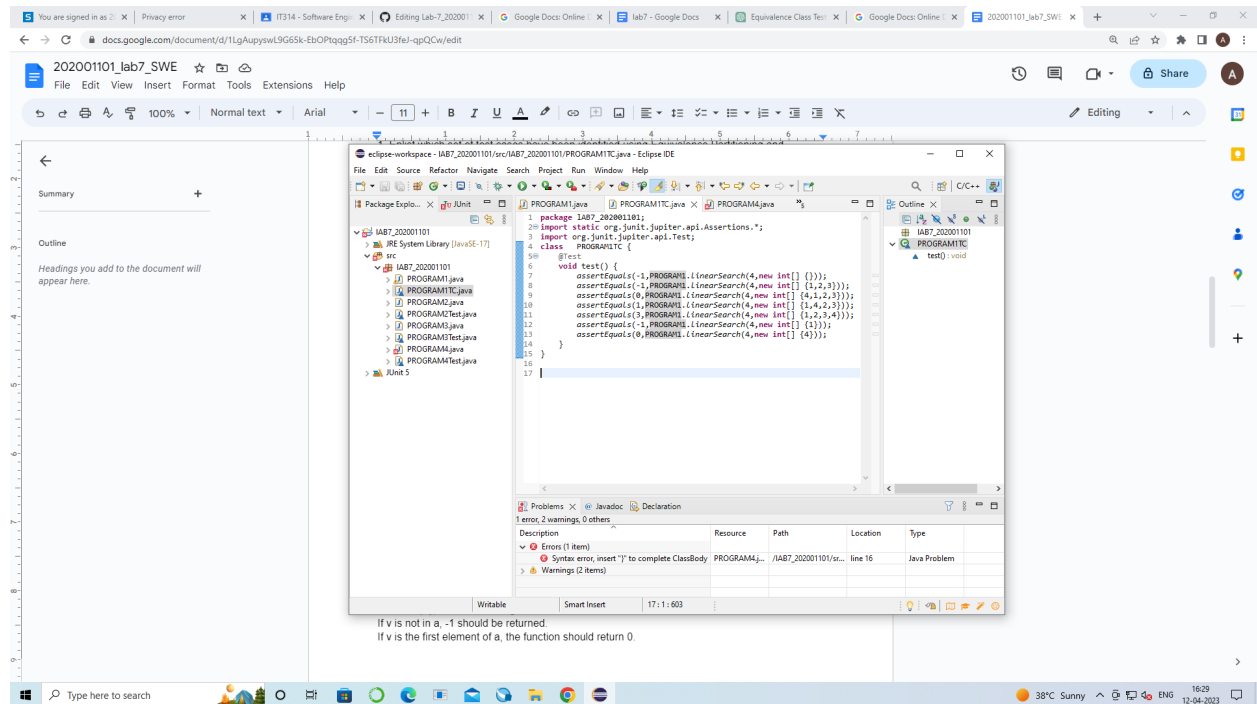 You are signed in as 2
Privacy error
IT314 - Software Engin
Editing Lab-7_202001
Google Docs: Online
lab7 - Google Docs
Equivalence Class Test
Google Docs: Online
202001101_lab7_SWE
docs.google.com/document/d/1LgAupyswL9G65k-EbOPtqqg5f-TS6TFkU3feJ-qpQCw/edit
202001101_lab7_SWE
File Edit View Insert Format Tools Extensions Help
Share
A
100% Normal text Arial 11 B I U A
Editing
Summary
Outline
Headings you add to the document will
appear here.
eclipse-workspace - IAB7_202001101/src/IAB7_202001101/PROGRAM1TC.java - Eclipse IDE
File Edit Source Refactor Navigate Search Project Run Window Help
C/C++
Package Explo...
JUnit
IAB7_202001101
JRE System Library [JavaSE-17]
src
IAB7_202001101
PROGRAM1.java
PROGRAM1TC.java
PROGRAM2.java
PROGRAM2Test.java
PROGRAM3.java
PROGRAM3Test.java
PROGRAM4.java
PROGRAM4Test.java
JUnit 5
PROGRAM1.java
PROGRAM1TC.java
PROGRAM4.java
1 package IAB7_202001101;
2 import static org.junit.jupiter.api.Assertions.*;
3 import org.junit.jupiter.api.Test;
4 class PROGRAM1TC {
5 @Test
6 void test() {
7 assertEquals(-1,PROGRAM1.linearSearch(4,new int[] {}));
8 assertEquals(-1,PROGRAM1.linearSearch(4,new int[] {1,2,3}));
9 assertEquals(0,PROGRAM1.linearSearch(4,new int[] {4,1,2,3}));
10 assertEquals(1,PROGRAM1.linearSearch(4,new int[] {1,4,2,3}));
11 assertEquals(3,PROGRAM1.linearSearch(4,new int[] {1,2,3,4}));
12 assertEquals(-1,PROGRAM1.linearSearch(4,new int[] {1}));
13 assertEquals(0,PROGRAM1.linearSearch(4,new int[] {4}));
14 }
15 }
16
17
Outline
IAB7_202001101
PROGRAM1TC
test() : void
Problems
Javadoc
Declaration
1 error, 2 warnings, 0 others
Description Resource Path Location Type
Errors (1 item)
Syntax error, insert "}" to complete ClassBody PROGRAM4.j... /IAB7_202001101/sr... line 16 Java Problem
Warnings (2 items)
Writable Smart Insert 17 : 1 : 603
If v is not in a, -1 should be returned.
If v is the first element of a, the function should return 0.
Type here to search
38°C Sunny
ENG
16:29
12-04-2023